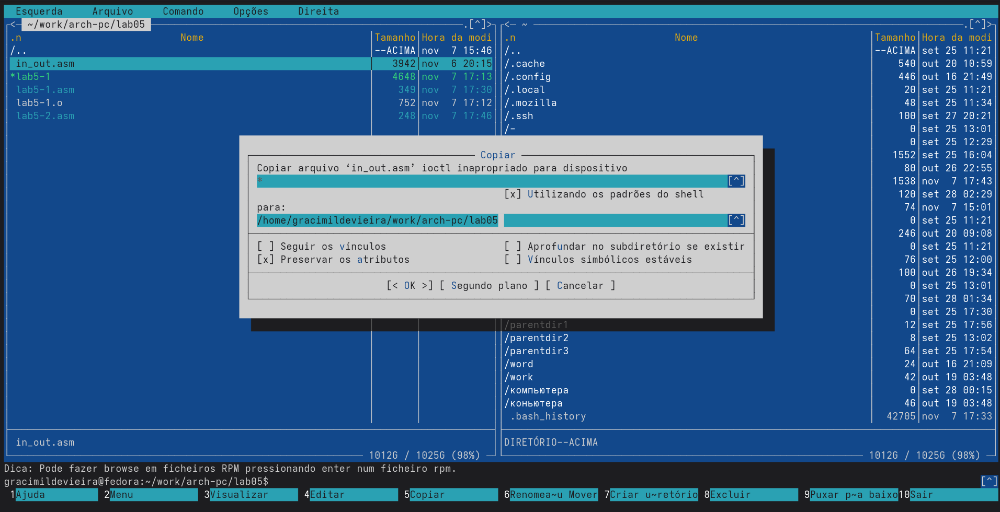 Esquerda Arquivo Comando Opções Direita
<─ ~/work/arch-pc/lab05 .[^]> <─ ~ .[^]>
.n Nome Tamanho Hora da modi .n Nome Tamanho Hora da modi
/.. --ACIMA nov 7 15:46 /.. --ACIMA set 25 11:21
in_out.asm 3942 nov 6 20:15 /.cache 540 out 20 10:59
*lab5-1 4648 nov 7 17:13 /.config 446 out 16 21:49
lab5-1.asm 349 nov 7 17:30 /.local 20 set 25 11:21
lab5-1.o 752 nov 7 17:12 /.mozilla 48 set 25 11:34
lab5-2.asm 248 nov 7 17:46 /.ssh 100 set 27 20:21
/- 0 set 25 13:01
0 set 25 12:29
Copiar 1552 set 25 16:04
Copiar arquivo ‘in_out.asm’ ioctl inapropriado para dispositivo 80 out 26 22:55
* [^] 1538 nov 7 17:43
[x] Utilizando os padrões do shell 120 set 28 02:29
para: 74 nov 7 15:01
/home/gracimildevieira/work/arch-pc/lab05 [^] 0 set 25 11:21
246 out 20 09:08
[ ] Seguir os vínculos [ ] Aprofundar no subdiretório se existir 0 set 25 11:21
[x] Preservar os atributos [ ] Vínculos simbólicos estáveis 76 set 25 12:00
100 out 26 19:34
[< OK >] [ Segundo plano ] [ Cancelar ] 0 set 25 13:01
70 set 28 01:34
0 set 25 17:30
/parentdir1 12 set 25 17:56
/parentdir2 8 set 25 13:02
/parentdir3 64 set 25 17:54
/word 24 out 16 21:09
/work 42 out 19 03:48
/компьютера 0 set 28 00:15
/коньютера 46 out 19 03:48
.bash_history 42705 nov 7 17:33
in_out.asm DIRETÓRIO--ACIMA
1012G / 1025G (98%) 1012G / 1025G (98%)
Dica: Pode fazer browse em ficheiros RPM pressionando enter num ficheiro rpm.
gracimildevieira@fedora:~/work/arch-pc/lab05$ [^]
1Ajuda 2Menu 3Visualizar 4Editar 5Copiar 6Renomea~u Mover 7Criar u~retório 8Excluir 9Puxar p~a baixo 10Sair